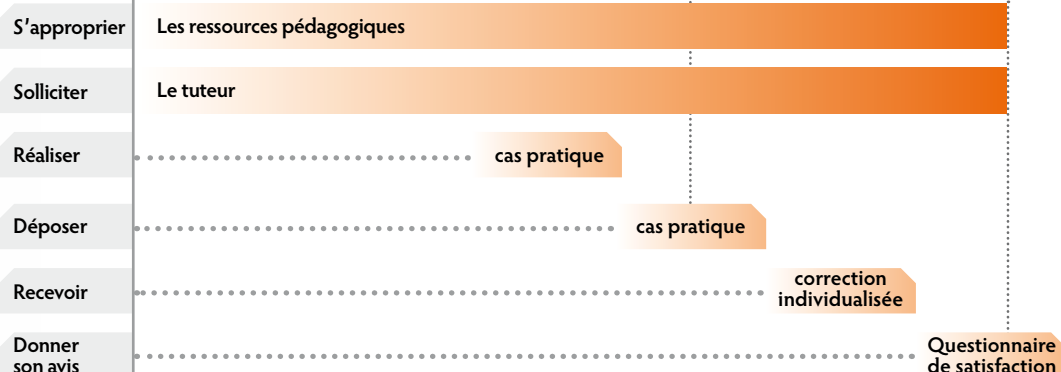 S’approprier
Les ressources pédagogiques
Solliciter
Le tuteur
Réaliser
cas pratique
Déposer
cas pratique
Recevoir
correction
individualisée
Donner
son avis
Questionnaire
de satisfaction